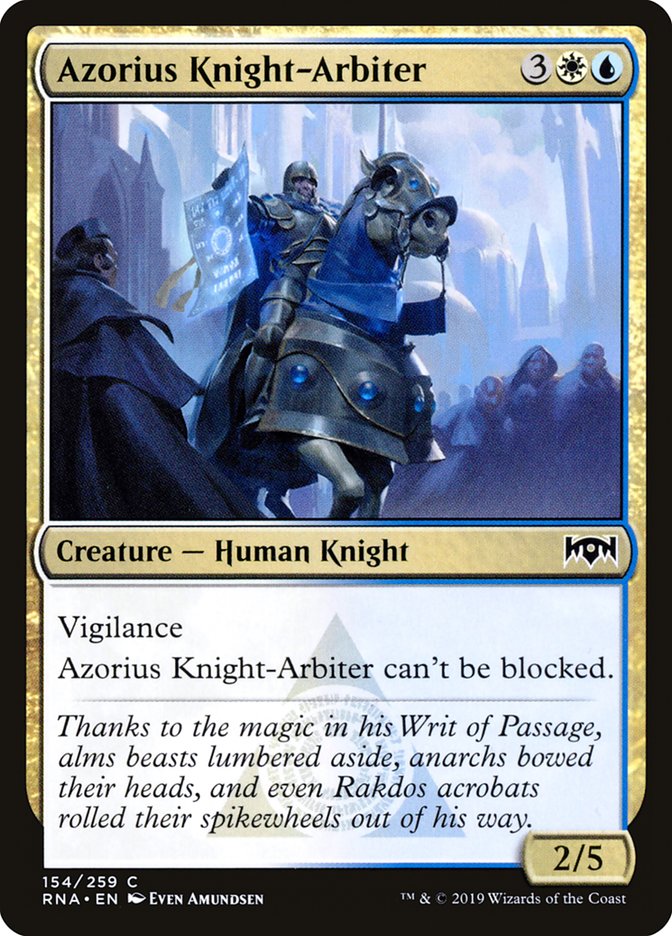 Azorius Knight-Arbiter 3
Creature — Human Knight
Vigilance
Azorius Knight-Arbiter can't be blocked.
Thanks to the magic in his Writ of Passage,
alms beasts lumbered aside, anarchs bowed
their heads, and even Rakdos acrobats
rolled their spikewheels out of his way.
2/5
154/259 C
RNA • EN Even Amundsen
™ & © 2019 Wizards of the Coast